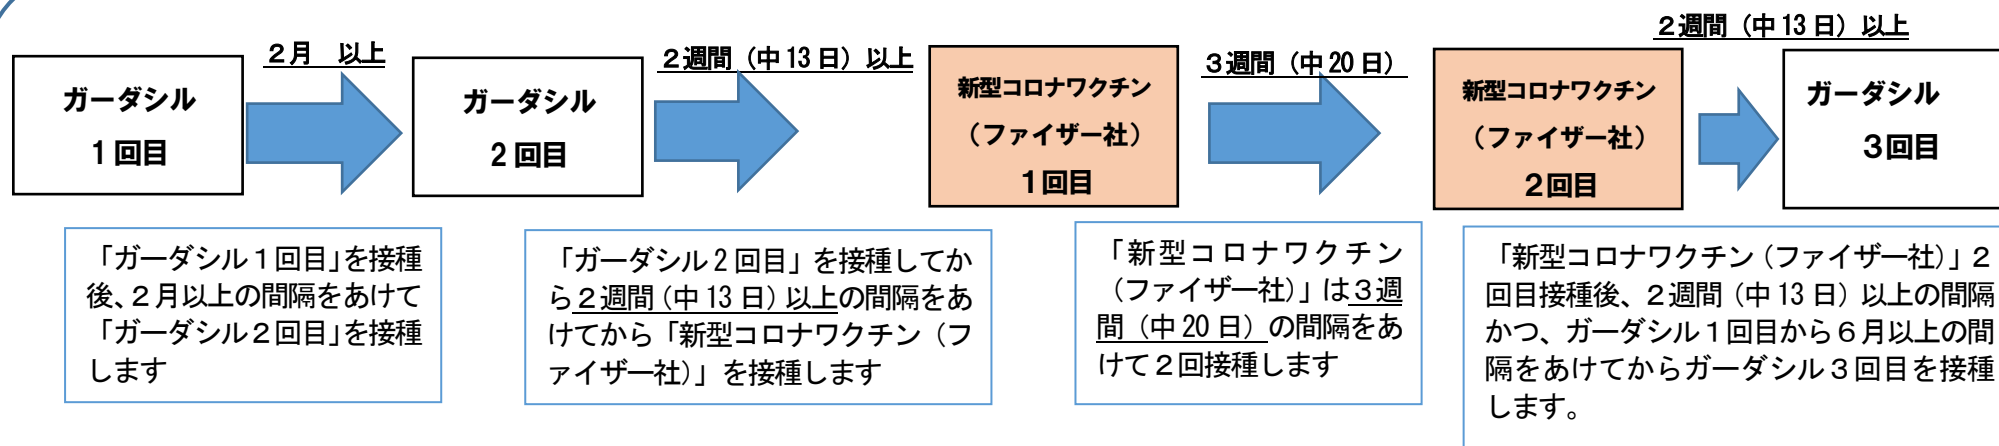 ２月　以上
２週間（中 13 日）以上
３週間（中 20 日）
２週間（中 13 日）以上
ガーダシル
１回目
ガーダシル
２回目
新型コロナワクチン
（ファイザー社）
１回目
新型コロナワクチン
（ファイザー社）
２回目
ガーダシル
３回目
「ガーダシル１回目」を接種
後、２月以上の間隔をあけて
「ガーダシル２回目」を接種
します
「ガーダシル２回目」を接種してか
ら２週間（中 13 日）以上の間隔をあ
けてから「新型コロナワクチン（フ
ァイザー社）」を接種します
「新型コロナワクチン
（ファイザー社）」は３週
間（中 20 日）の間隔をあ
けて２回接種します
「新型コロナワクチン（ファイザー社）」２
回目接種後、２週間（中 13 日）以上の間隔
かつ、ガーダシル１回目から６月以上の間
隔をあけてからガーダシル３回目を接種
します。